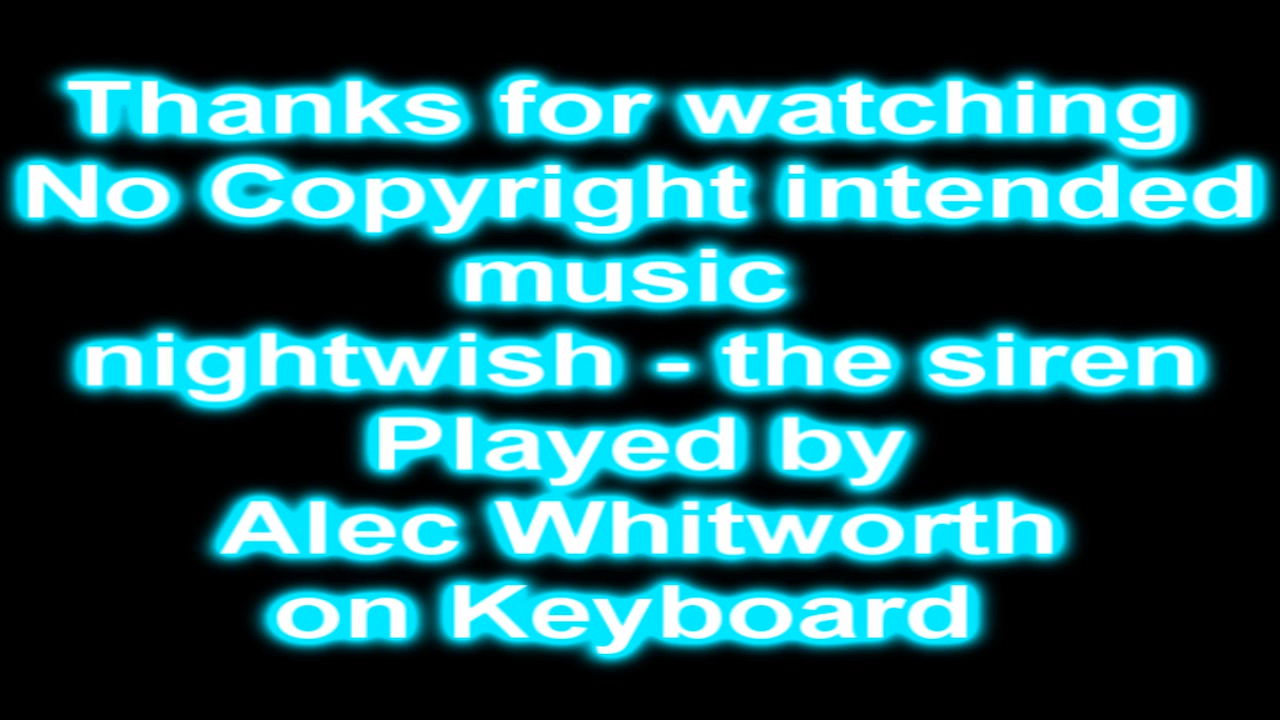 Thanks for watching
No Copyright intended
music
nightwish - the siren
Played by
Alec Whitworth
on Keyboard